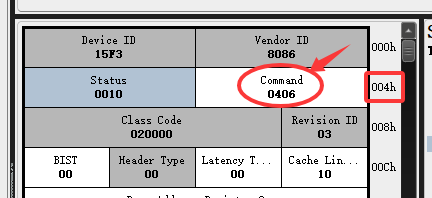 Device ID Vendor ID
15F3 8086 000h
Status Command
0010 0406 004h
Class Code Revision ID
020000 03 008h
BIST Header Type Latency T... Cache Lin...
00 00 00 10 00Ch